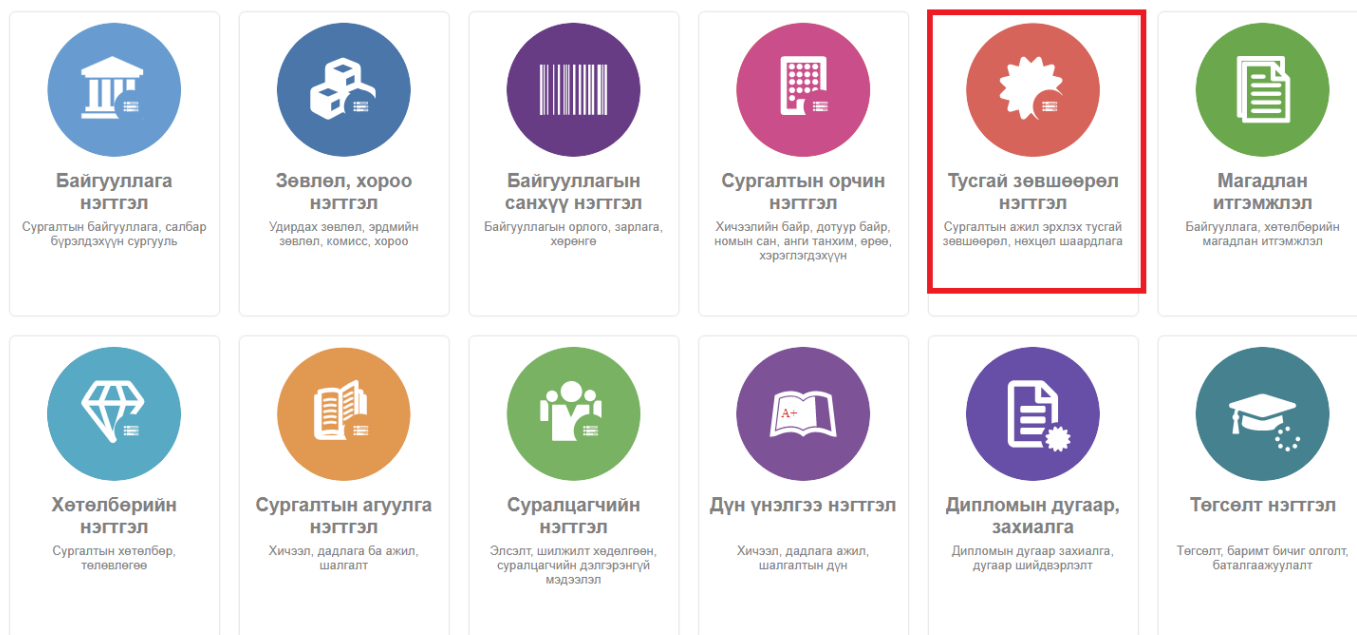 Байгууллага
нэгтгэл
Сургалтын байгууллага, салбар
бүрэлдэхүүн сургууль
Зөвлөл, хороо
нэгтгэл
Удирдах зөвлөл, эрдмийн
зөвлөл, комисс, хороо
Байгууллагын
санхүү нэгтгэл
Байгууллагын орлого, зарлага,
хөрөнгө
Сургалтын орчин
нэгтгэл
Хичээлийн байр, дотуур байр,
номын сан, анги танхим, өрөө,
хэрэглэгдэхүүн
Тусгай зөвшөөрөл
нэгтгэл
Сургалтын ажил эрхлэх тусгай
зөвшөөрөл, нөхцөл шаардлага
Магадлан
итгэмжлэл
Байгууллага, хөтөлбөрийн
магадлан итгэмжлэл
Хөтөлбөрийн
нэгтгэл
Сургалтын хөтөлбөр,
төлөвлөгөө
Сургалтын агуулга
нэгтгэл
Хичээл, дадлага ба ажил,
шалгалт
Суралцагчийн
нэгтгэл
Элсэлт, шилжилт хөдөлгөөн,
суралцагчийн дэлгэрэнгүй
мэдээлэл
A+
Дүн үнэлгээ нэгтгэл
Хичээл, дадлага ажил,
шалгалтын дүн
Дипломын дугаар,
захиалга
Дипломын дугаар захиалга,
дугаар шийдвэрлэлт
Төгсөлт нэгтгэл
Төгсөлт, баримт бичиг олголт,
баталгаажуулалт